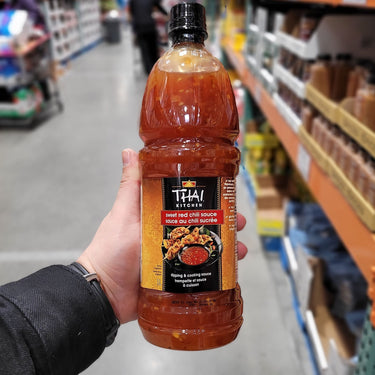 THAI
KITCHEN
sweet red chili sauce
sauce au chili sucrée
dipping & cooking sauce
trempette et sauce
à cuisson